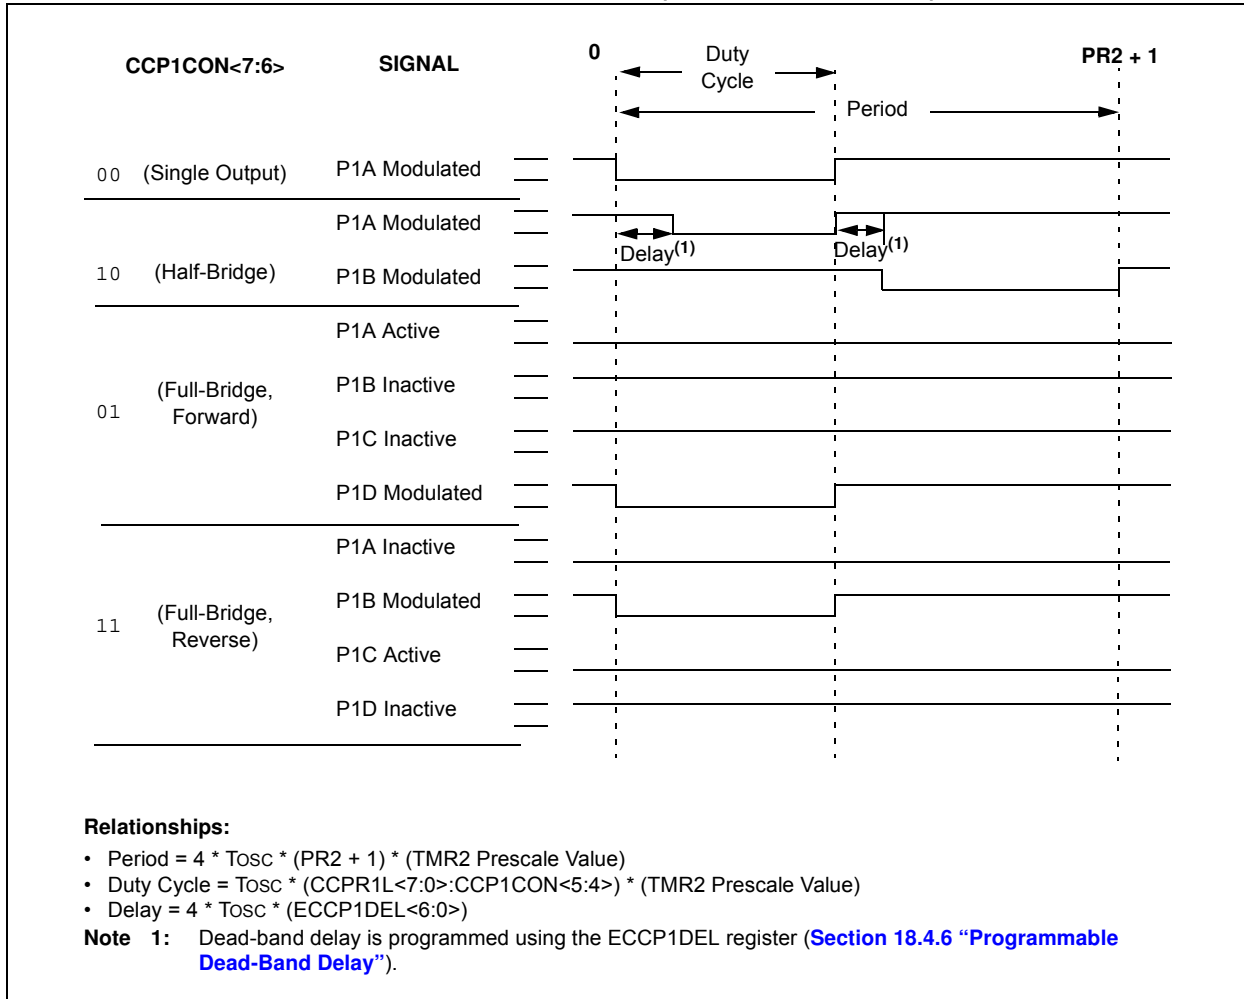 CCP1CON<7:6> SIGNAL 0 Duty Cycle PR2 + 1
Period
00 (Single Output) P1A Modulated
P1A Modulated
Delay(1) Delay(1)
10 (Half-Bridge) P1B Modulated
P1A Active
01 (Full-Bridge, Forward) P1B Inactive
P1C Inactive
P1D Modulated
P1A Inactive
11 (Full-Bridge, Reverse) P1B Modulated
P1C Active
P1D Inactive
Relationships:
• Period = 4 * TOSC * (PR2 + 1) * (TMR2 Prescale Value)
• Duty Cycle = TOSC * (CCPR1L<7:0>:CCP1CON<5:4>) * (TMR2 Prescale Value)
• Delay = 4 * TOSC * (ECCP1DEL<6:0>)
Note 1: Dead-band delay is programmed using the ECCP1DEL register (Section 18.4.6 “Programmable
Dead-Band Delay”).